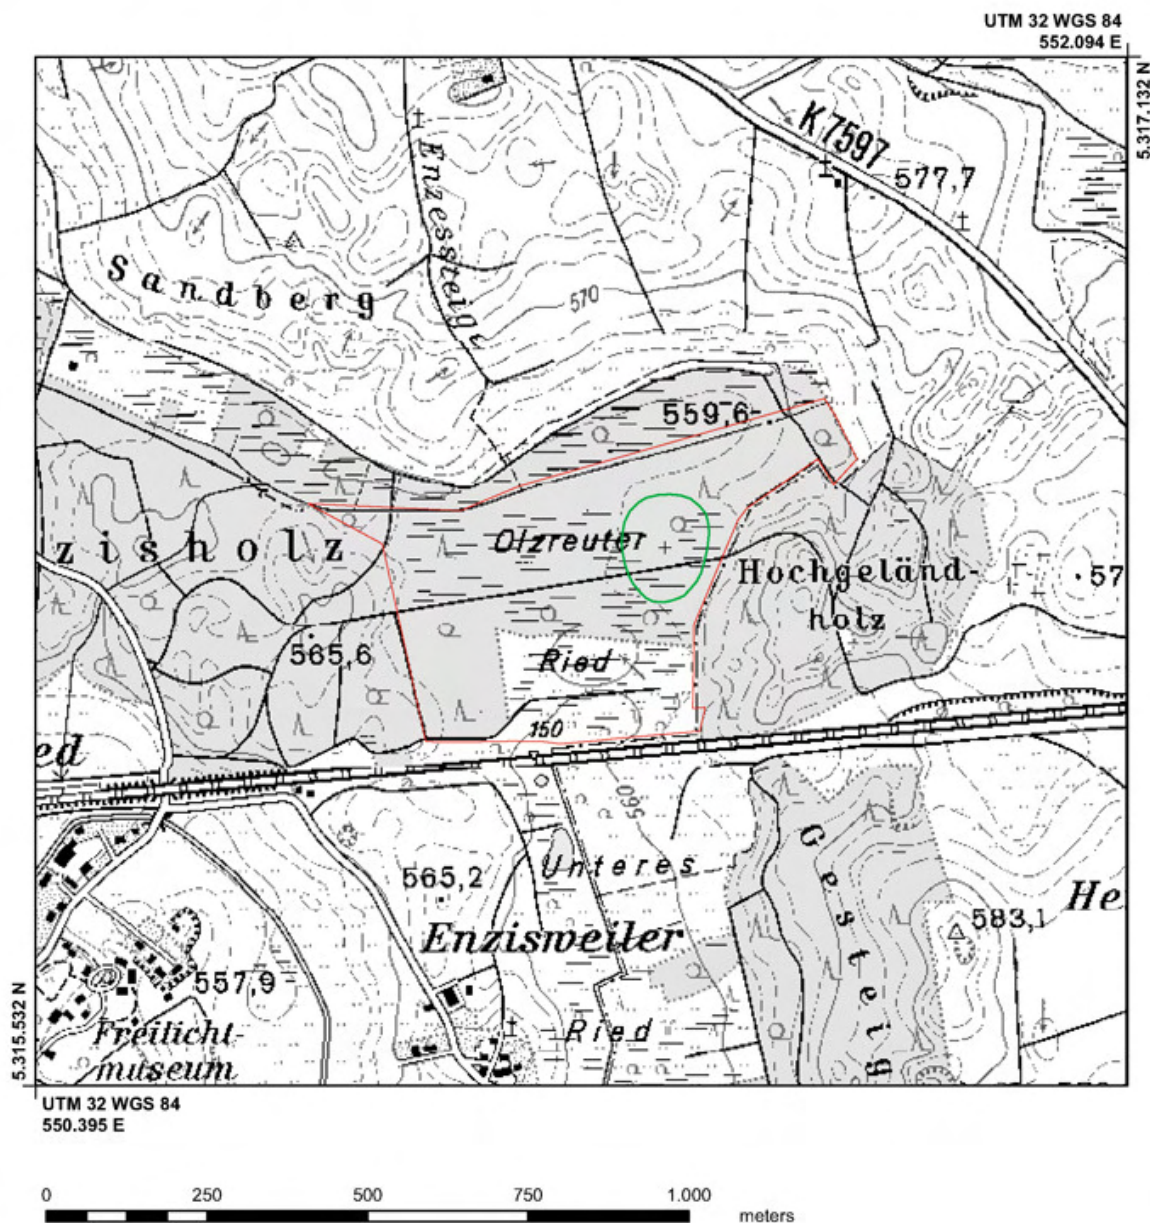 UTM 32 WGS 84
552.094 E
5.317.132 N
K 7597
577,7
Enzessteige
Sandberg
570
559,6
zisholz
Olzreuter
Hochgeländ-
holz
57
565,6
Ried
150
ed
560
Gesteig
565,2
Unteres
He
583,1
Enzisweiler
557,9
Freilicht-
museum
Ried
5.315.532 N
UTM 32 WGS 84
550.395 E
0 250 500 750 1.000
meters